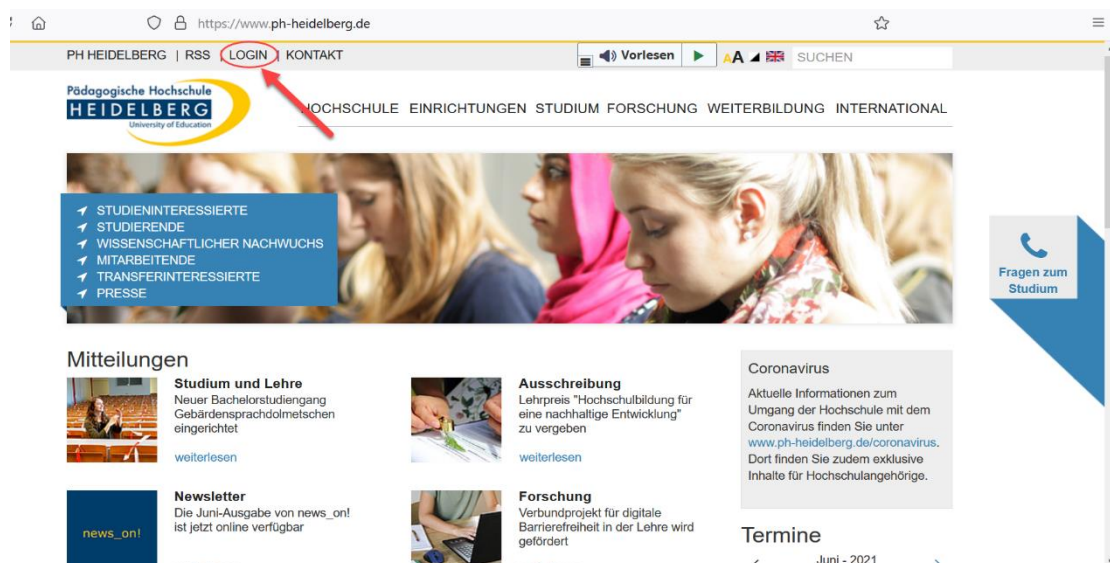 https://www.ph-heidelberg.de
PH HEIDELBERG | RSS | LOGIN | KONTAKT
Vorlesen
AA
SUCHEN
Pädagogische Hochschule
HEIDELBERG
University of Education
HOCHSCHULE EINRICHTUNGEN STUDIUM FORSCHUNG WEITERBILDUNG INTERNATIONAL
STUDIENINTERESSIERTE
STUDIERENDE
WISSENSCHAFTLICHER NACHWUCHS
MITARBEITENDE
TRANSFERINTERESSIERTE
PRESSE
Fragen zum
Studium
Mitteilungen
Studium und Lehre
Neuer Bachelorstudiengang
Gebärdensprachdolmetschen
eingerichtet
weiterlesen
Ausschreibung
Lehrpreis "Hochschulbildung für
eine nachhaltige Entwicklung"
zu vergeben
weiterlesen
Coronavirus
Aktuelle Informationen zum
Umgang der Hochschule mit dem
Coronavirus finden Sie unter
www.ph-heidelberg.de/coronavirus.
Dort finden Sie zudem exklusive
Inhalte für Hochschulangehörige.
news_on!
Newsletter
Die Juni-Ausgabe von news_on!
ist jetzt online verfügbar
Forschung
Verbundprojekt für digitale
Barrierefreiheit in der Lehre wird
gefördert
Termine
Juni - 2021